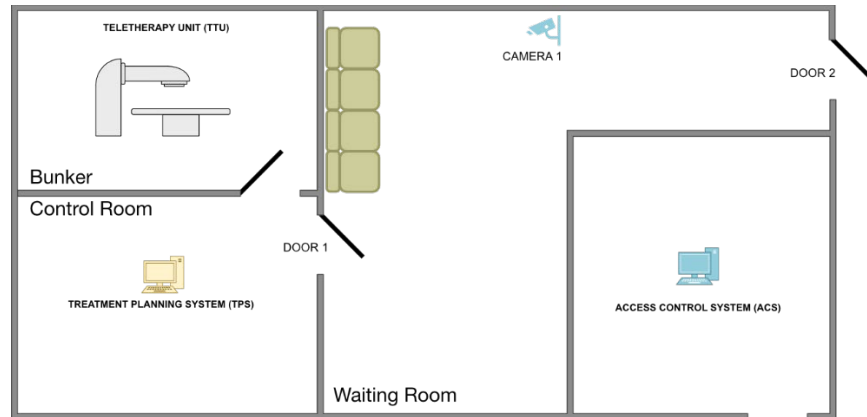 TELETHERAPY UNIT (TTU)
CAMERA 1
DOOR 2
Bunker
Control Room
DOOR 1
TREATMENT PLANNING SYSTEM (TPS)
ACCESS CONTROL SYSTEM (ACS)
Waiting Room